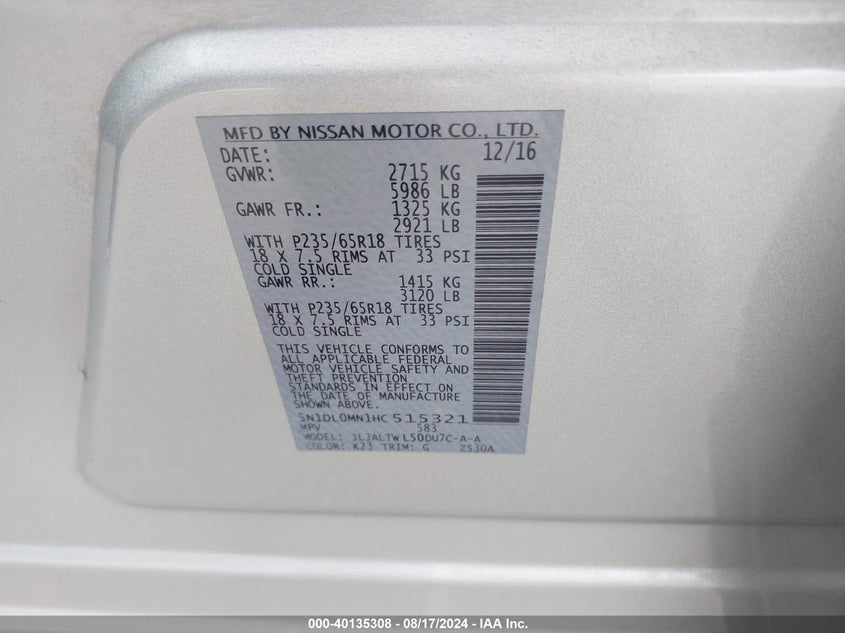 MFD BY NISSAN MOTOR CO., LTD.
DATE: 12/16
GVWR: 2715 KG
5986 LB
GAWR FR.: 1325 KG
2921 LB
WITH P235/65R18 TIRES
18 X 7.5 RIMS AT 33 PSI
COLD SINGLE
GAWR RR.: 1415 KG
3120 LB
WITH P235/65R18 TIRES
18 X 7.5 RIMS AT 33 PSI
COLD SINGLE
THIS VEHICLE CONFORMS TO
ALL APPLICABLE FEDERAL
MOTOR VEHICLE SAFETY AND
THEFT PREVENTION
STANDARDS IN EFFECT ON
THE DATE OF MANUFACTURE
SHOWN ABOVE.
5N1DL0MN1HC515321
MPV 583
MODEL: JLJALTWL50DU7C-A-A
COLOR: K23 TRIM: G ZS30A
000-40135308 - 08/17/2024 - IAA Inc.